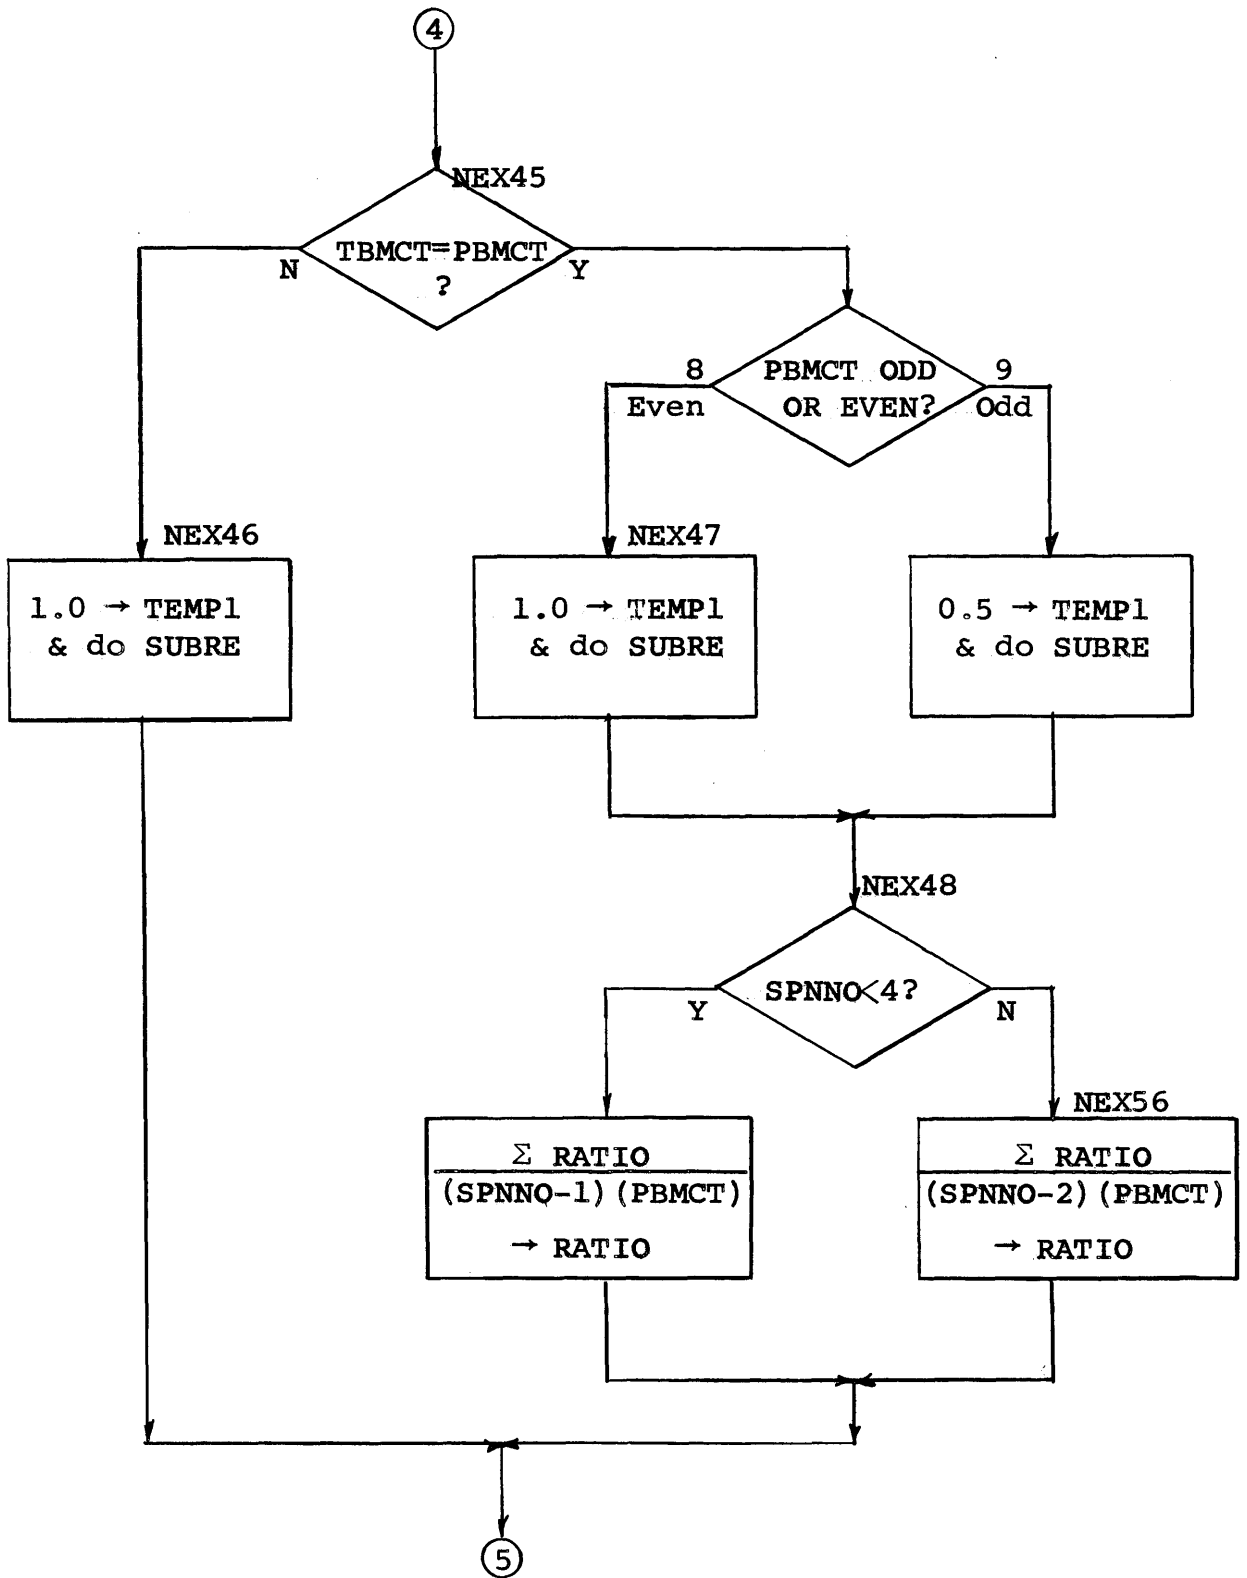 4
NEX45
TBMCT=PBMCT
?
N
Y
8
PBMCT ODD
OR EVEN?
9
Even
Odd
NEX46
1.0 → TEMP1
& do SUBRE
NEX47
1.0 → TEMP1
& do SUBRE
0.5 → TEMP1
& do SUBRE
NEX48
SPNNO<4?
Y
N
Σ RATIO
(SPNNO-1)(PBMCT)
→ RATIO
NEX56
Σ RATIO
(SPNNO-2)(PBMCT)
→ RATIO
5